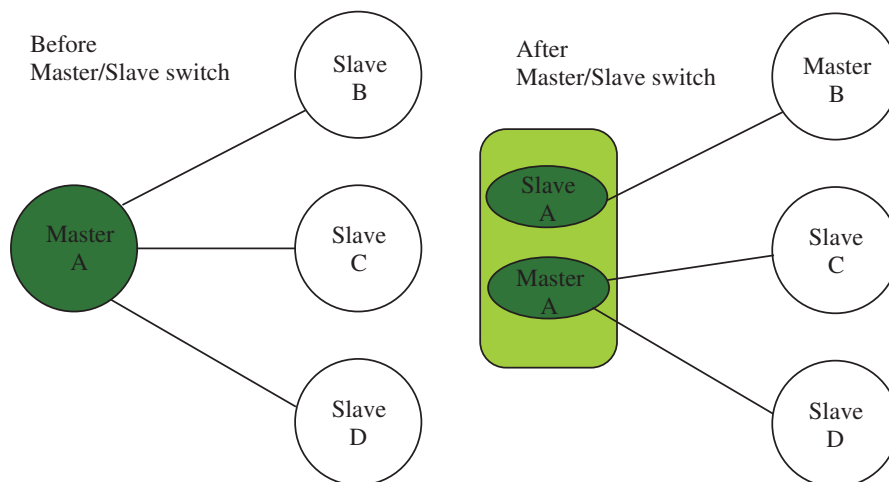 Before
Master/Slave switch
Slave
B
Master
A
Slave
C
Slave
D
After
Master/Slave switch
Master
B
Slave
A
Master
A
Slave
C
Slave
D